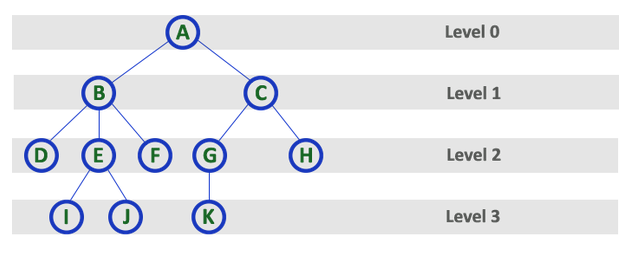 A Level 0
B C Level 1
D E F G H Level 2
I J K Level 3